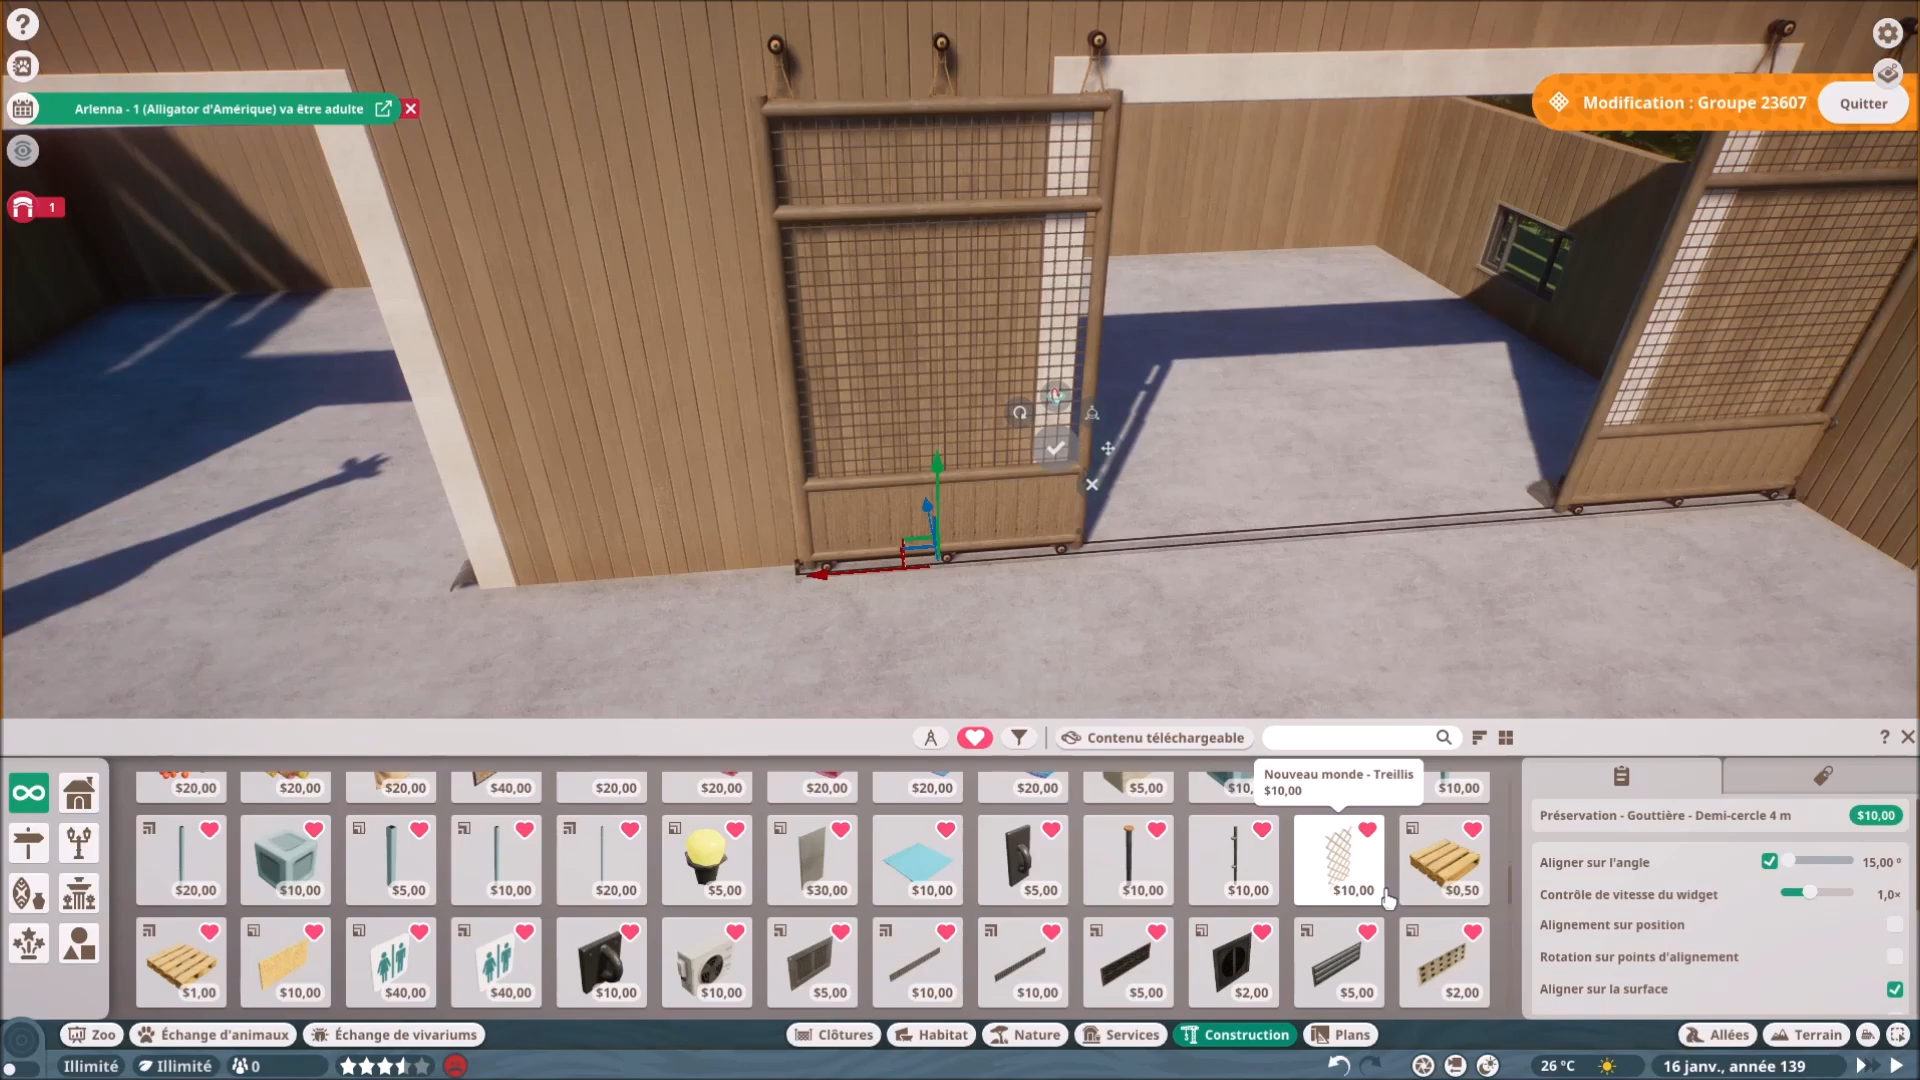 ?
Arlenna - 1 (Alligator d'Amérique) va être adulte
1
Modification : Groupe 23607
Quitter
Contenu téléchargeable
?
Nouveau monde - Treillis
$10,00
$20,00 $20,00 $20,00 $40,00 $20,00 $20,00 $20,00 $20,00 $20,00 $5,00 $10,00
$20,00 $10,00 $5,00 $10,00 $20,00 $5,00 $30,00 $10,00 $5,00 $10,00 $10,00 $10,00 $0,50
$1,00 $10,00 $40,00 $40,00 $10,00 $10,00 $5,00 $10,00 $10,00 $5,00 $2,00 $5,00 $2,00
Préservation - Gouttière - Demi-cercle 4 m $10,00
Aligner sur l'angle 15,00 °
Contrôle de vitesse du widget 1,0×
Alignement sur position
Rotation sur points d'alignement
Aligner sur la surface
Zoo Échange d'animaux Échange de vivariums Clôtures Habitat Nature Services Construction Plans Allées Terrain
Illimité Illimité 0 26 °C 16 janv., année 139